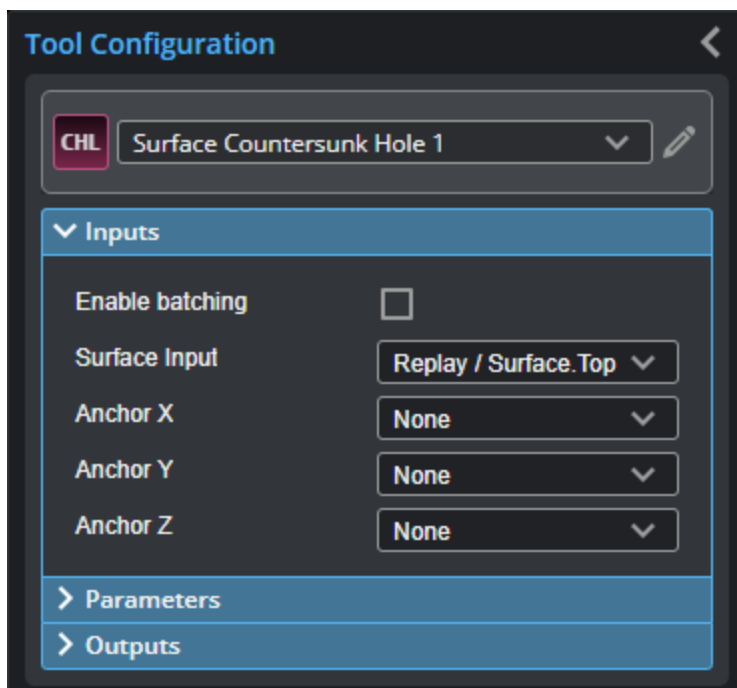 Tool Configuration
CHL Surface Countersunk Hole 1
Inputs
Enable batching
Surface Input Replay / Surface.Top
Anchor X None
Anchor Y None
Anchor Z None
Parameters
Outputs